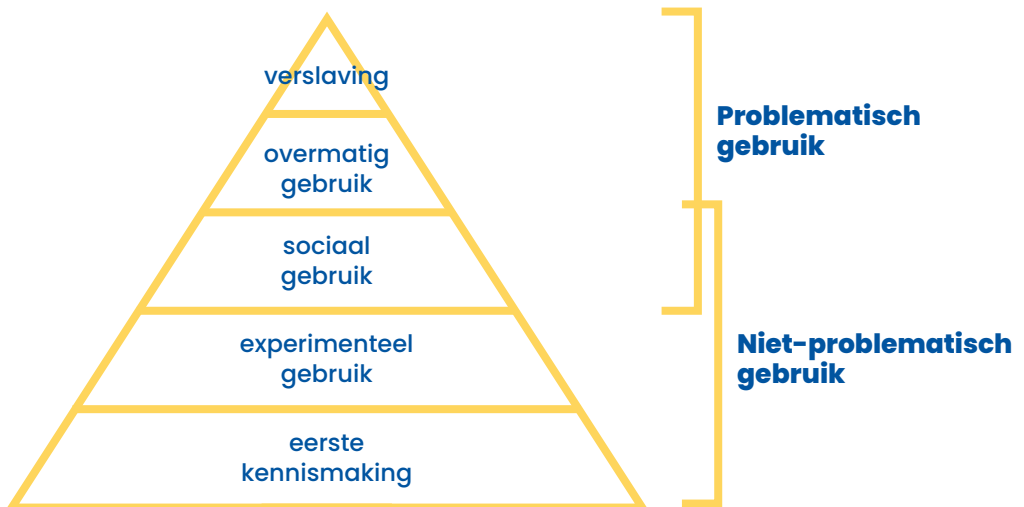 verslaving
overmatig
gebruik
sociaal
gebruik
experimenteel
gebruik
eerste
kennismaking
Problematisch
gebruik
Niet-problematisch
gebruik